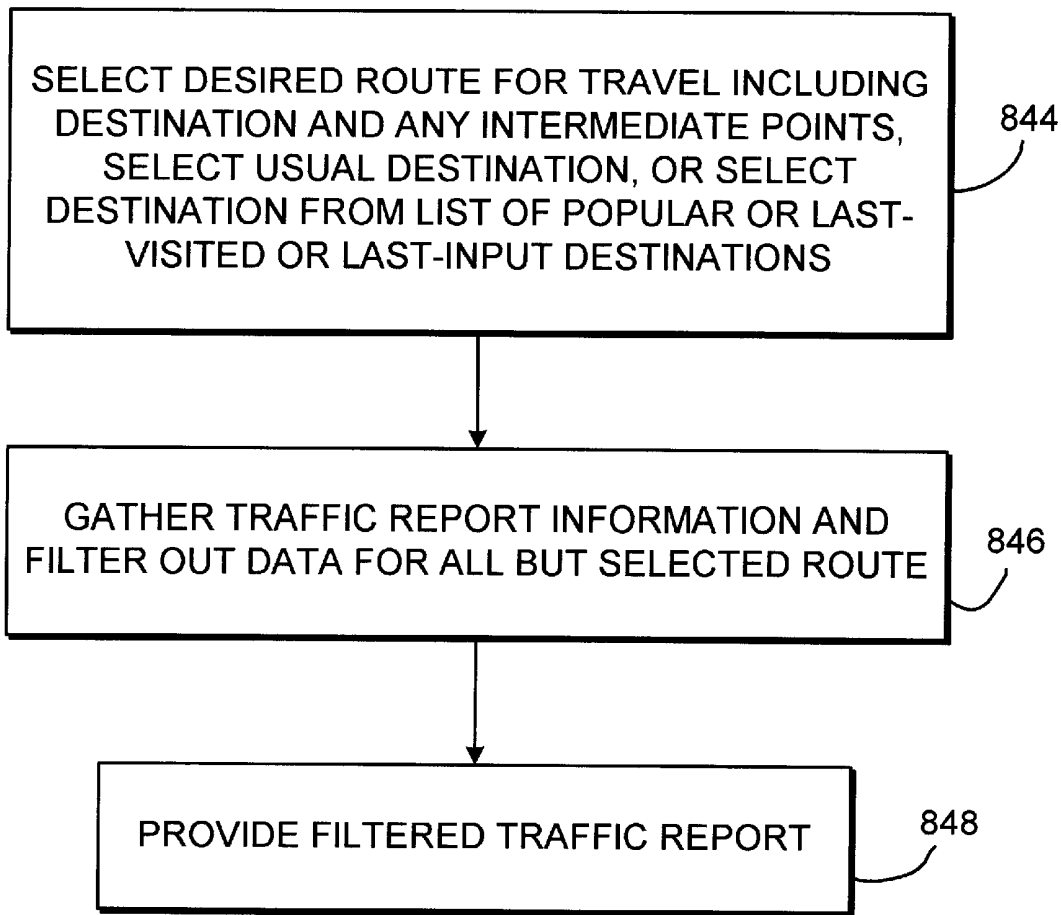 SELECT DESIRED ROUTE FOR TRAVEL INCLUDING
DESTINATION AND ANY INTERMEDIATE POINTS,
SELECT USUAL DESTINATION, OR SELECT
DESTINATION FROM LIST OF POPULAR OR LAST-
VISITED OR LAST-INPUT DESTINATIONS
844
GATHER TRAFFIC REPORT INFORMATION AND
FILTER OUT DATA FOR ALL BUT SELECTED ROUTE
846
PROVIDE FILTERED TRAFFIC REPORT
848